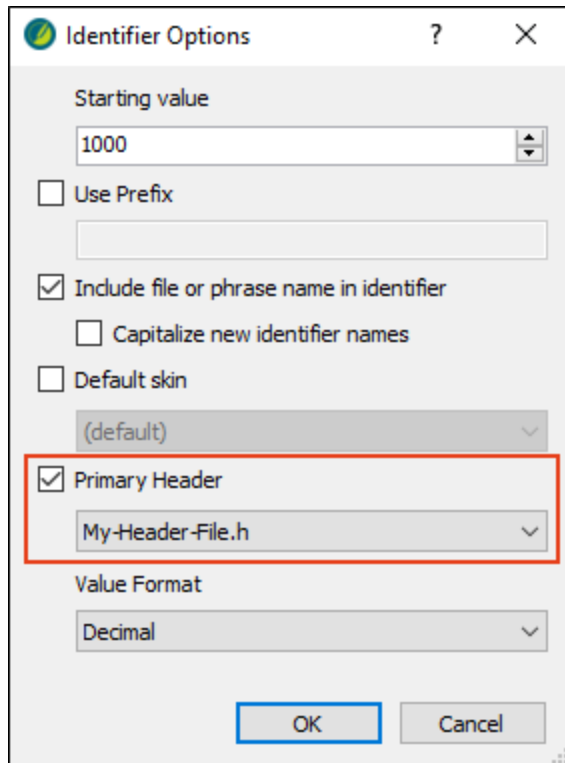 Identifier Options
Starting value
1000
Use Prefix
Include file or phrase name in identifier
Capitalize new identifier names
Default skin
(default)
Primary Header
My-Header-File.h
Value Format
Decimal
OK
Cancel